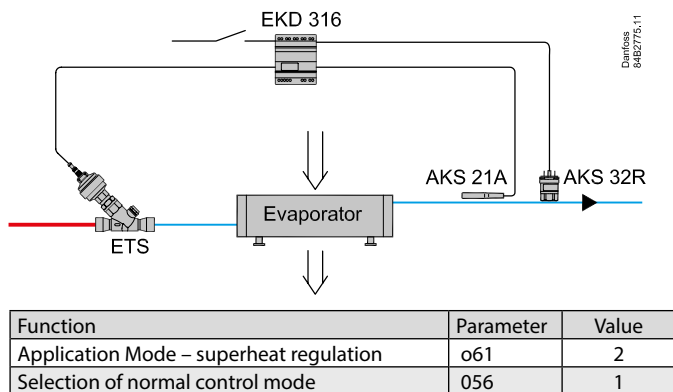 EKD 316
Danfoss
84B2775.11
AKS 21A
AKS 32R
Evaporator
ETS
Function Parameter Value
Application Mode – superheat regulation o61 2
Selection of normal control mode 056 1